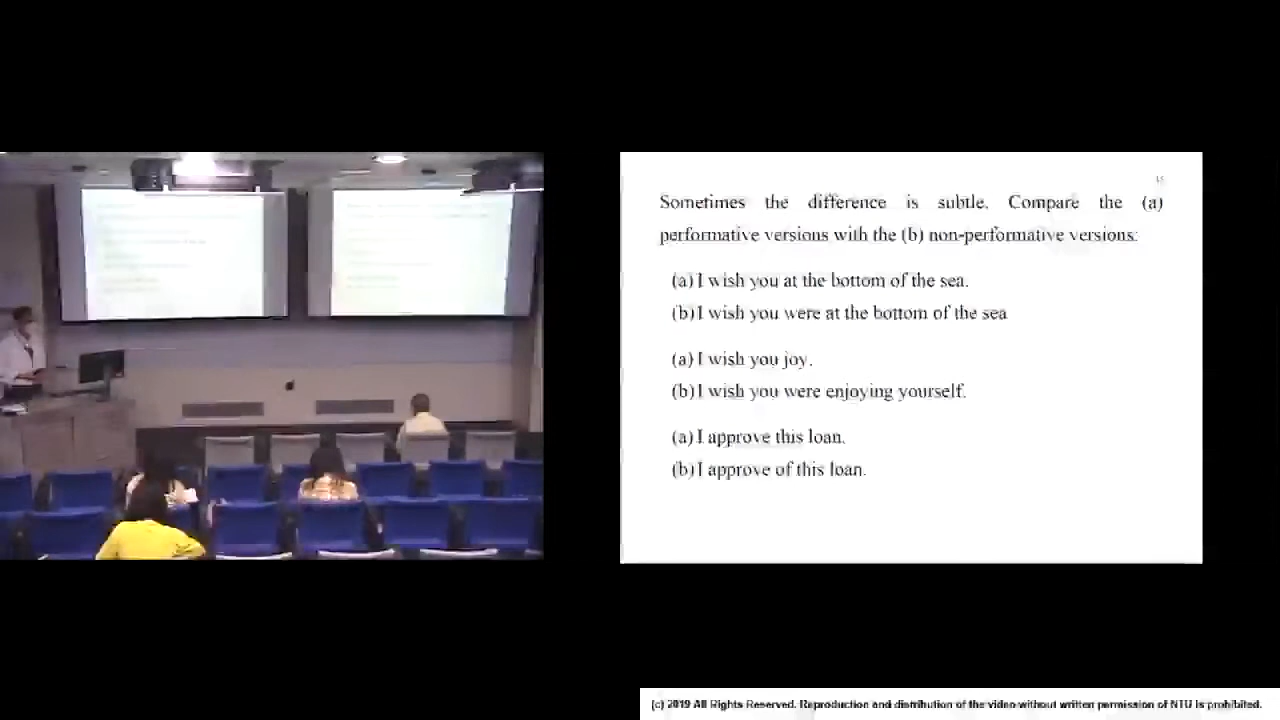 15
Sometimes the difference is subtle. Compare the (a)
performative versions with the (b) non-performative versions:
(a) I wish you at the bottom of the sea.
(b) I wish you were at the bottom of the sea
(a) I wish you joy.
(b) I wish you were enjoying yourself.
(a) I approve this loan.
(b) I approve of this loan.
(c) 2019 All Rights Reserved. Reproduction and distribution of the video without written permission of NTU is prohibited.